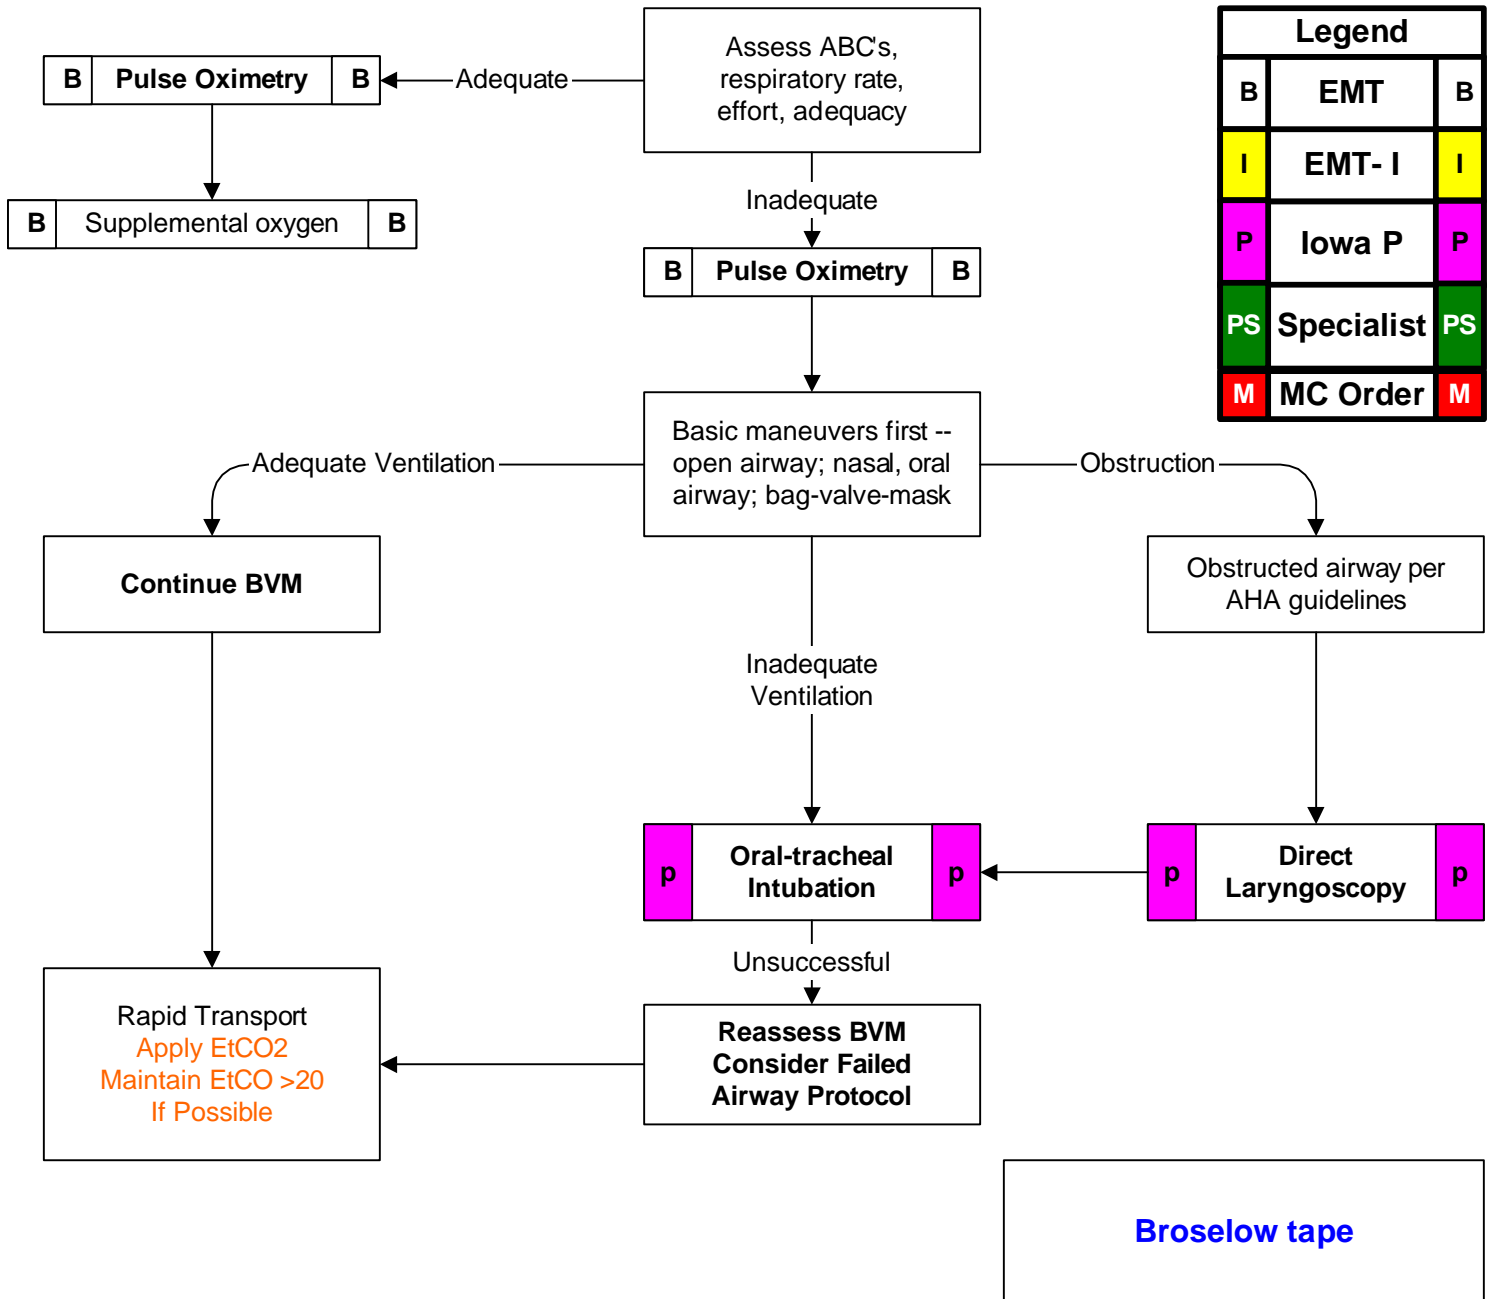 Assess ABC's,
respiratory rate,
effort, adequacy
Adequate
B Pulse Oximetry B
B Supplemental oxygen B
Inadequate
B Pulse Oximetry B
Legend
B EMT B
I EMT- I I
P Iowa P P
PS Specialist PS
M MC Order M
Basic maneuvers first --
open airway; nasal, oral
airway; bag-valve-mask
Adequate Ventilation
Obstruction
Continue BVM
Obstructed airway per
AHA guidelines
Inadequate
Ventilation
p Oral-tracheal p
Intubation
p Direct p
Laryngoscopy
Unsuccessful
Rapid Transport
Apply EtCO2
Maintain EtCO >20
If Possible
Reassess BVM
Consider Failed
Airway Protocol
Broselow tape